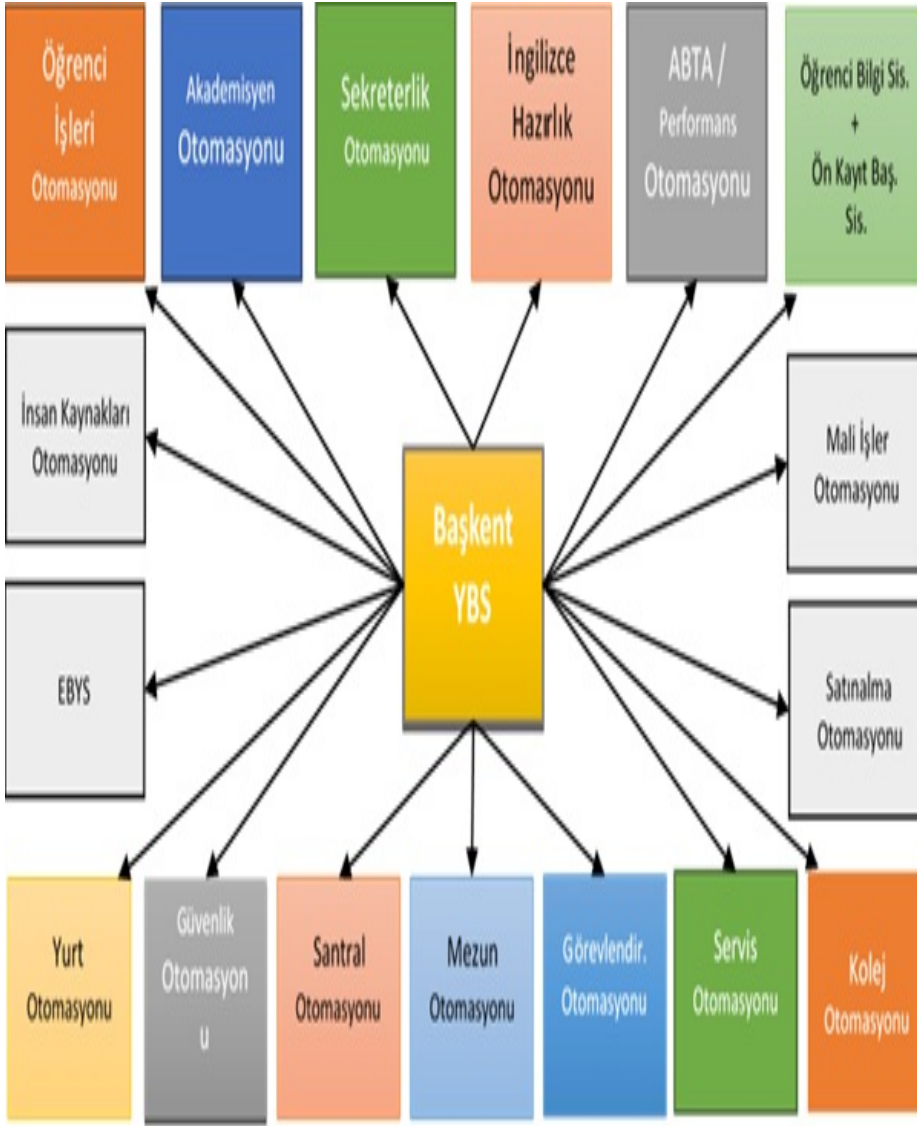 Öğrenci
İşleri
Otomasyonu
Akademisyen
Otomasyonu
Sekreterlik
Otomasyonu
İngilizce
Hazırlık
Otomasyonu
ABTA /
Performans
Otomasyonu
Öğrenci Bilgi Sis.
+
Ön Kayıt Baş.
Sis.
İnsan Kaynakları
Otomasyonu
Başkent
YBS
Mali İşler
Otomasyonu
EBYS
Satınalma
Otomasyonu
Yurt
Otomasyonu
Güvenlik
Otomasyon
u
Santral
Otomasyonu
Mezun
Otomasyonu
Görevlendir.
Otomasyonu
Servis
Otomasyonu
Kolej
Otomasyonu